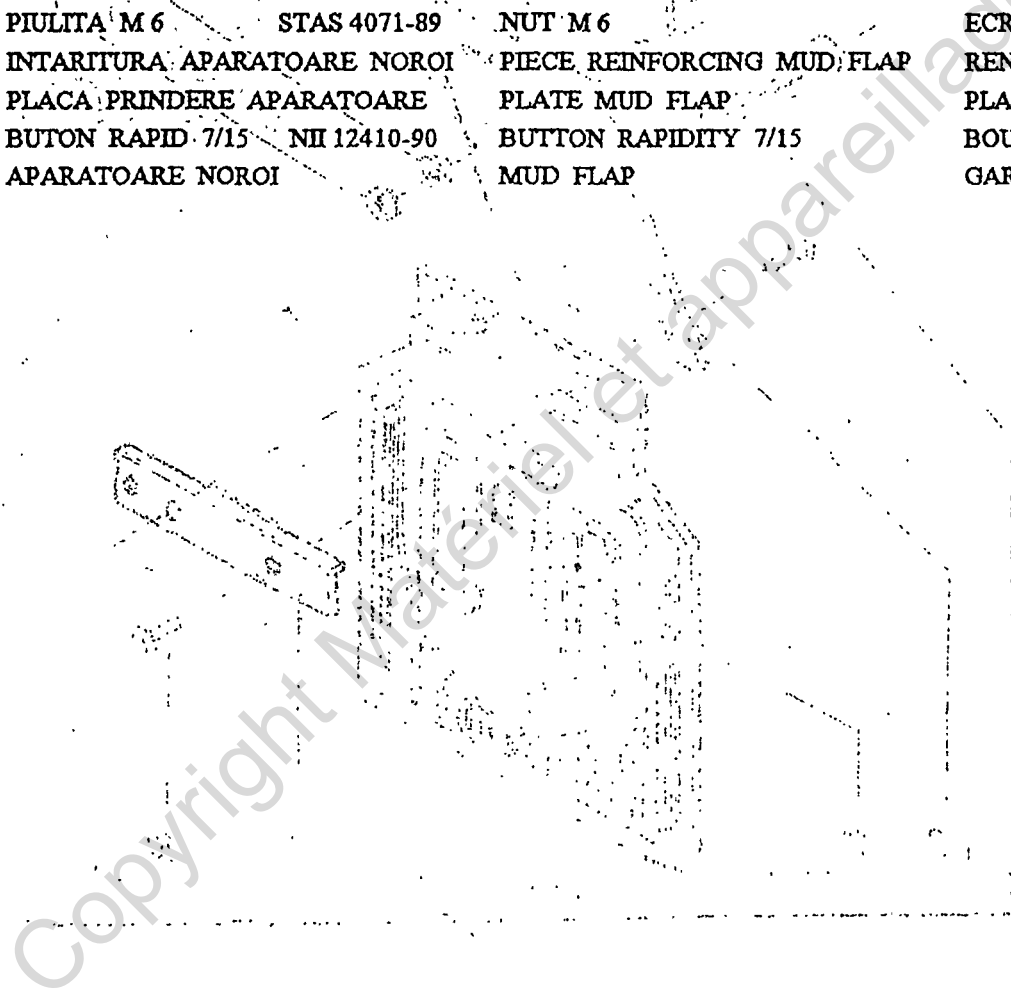 PIULITA M 6 STAS 4071-89 NUT M 6 ECR
INTARITURA APARATOARE NOROI PIECE REINFORCING MUD FLAP REN
PLACA PRINDERE APARATOARE PLATE MUD FLAP PLA
BUTON RAPID 7/15 NII 12410-90 BUTTON RAPIDITY 7/15 BOU
APARATOARE NOROI MUD FLAP GAR
Copyright Matériel et appareillag